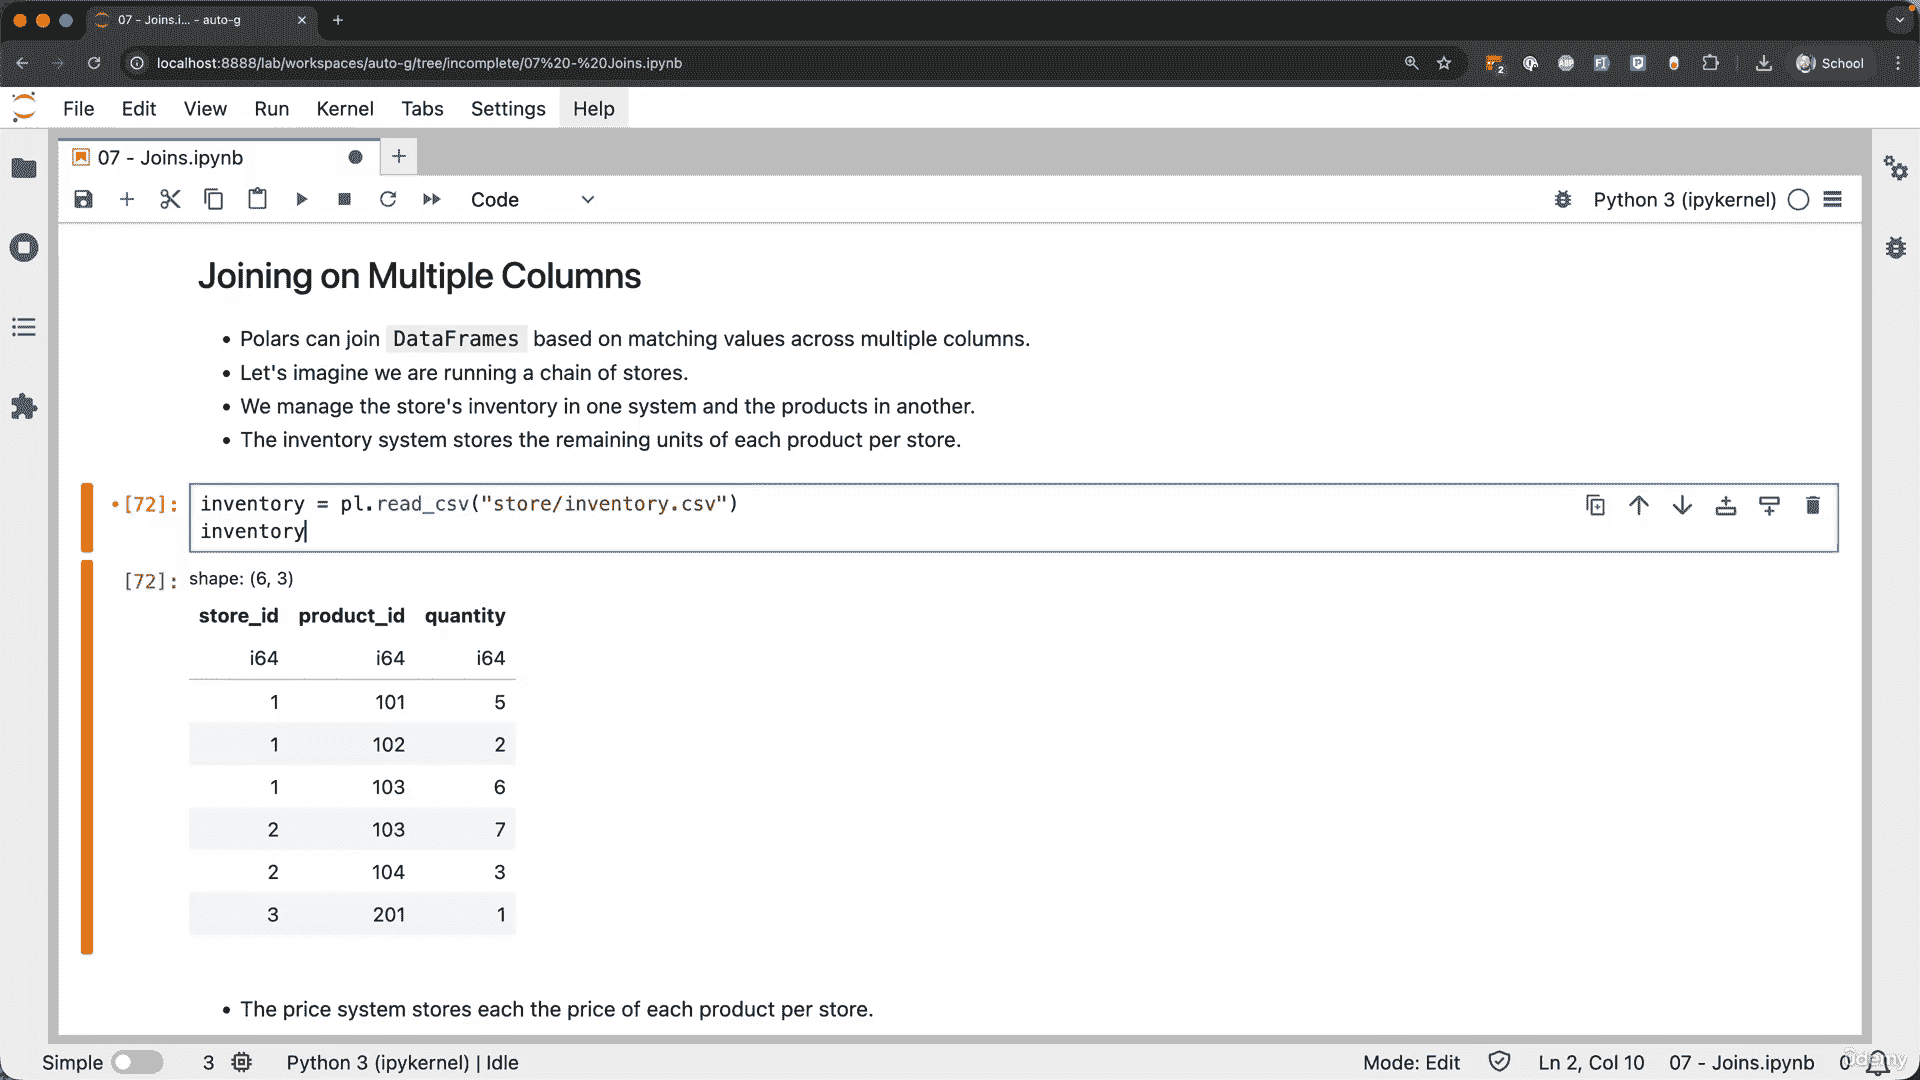 07 - Joins.i... - auto-g
localhost:8888/lab/workspaces/auto-g/tree/incomplete/07%20-%20Joins.ipynb
2
ABP
School
File Edit View Run Kernel Tabs Settings Help
07 - Joins.ipynb
Code
Python 3 (ipykernel)
Joining on Multiple Columns
• Polars can join DataFrames based on matching values across multiple columns.
• Let's imagine we are running a chain of stores.
• We manage the store's inventory in one system and the products in another.
• The inventory system stores the remaining units of each product per store.
•[72]: inventory = pl.read_csv("store/inventory.csv")
inventory
[72]: shape: (6, 3)
store_id product_id quantity
i64 i64 i64
1 101 5
1 102 2
1 103 6
2 103 7
2 104 3
3 201 1
• The price system stores each the price of each product per store.
Simple 3 Python 3 (ipykernel) | Idle Mode: Edit Ln 2, Col 10 07 - Joins.ipynb 0